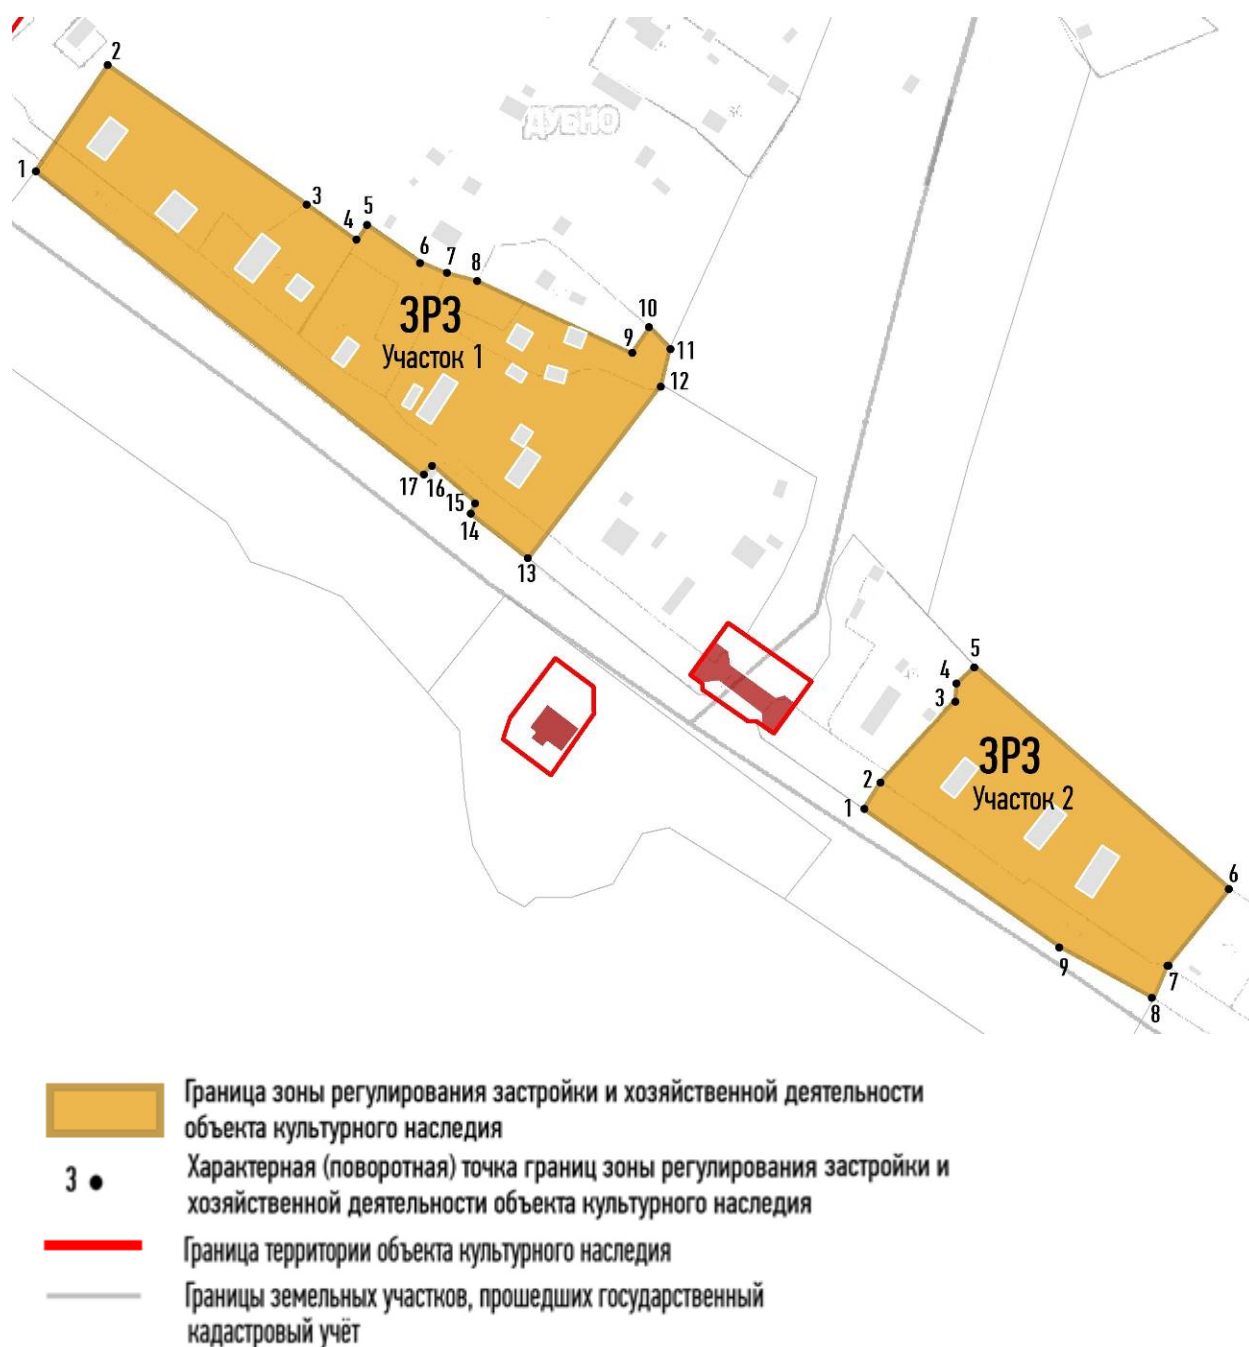 2
ДУБНО
1
3
5
4
6
7
8
10
ЗРЗ
9
11
Участок 1
12
17
16
15
14
13
5
4
3
ЗРЗ
2
Участок 2
1
6
9
7
8
Граница зоны регулирования застройки и хозяйственной деятельности
объекта культурного наследия
3
Характерная (поворотная) точка границ зоны регулирования застройки и
хозяйственной деятельности объекта культурного наследия
Граница территории объекта культурного наследия
Границы земельных участков, прошедших государственный
кадастровый учёт